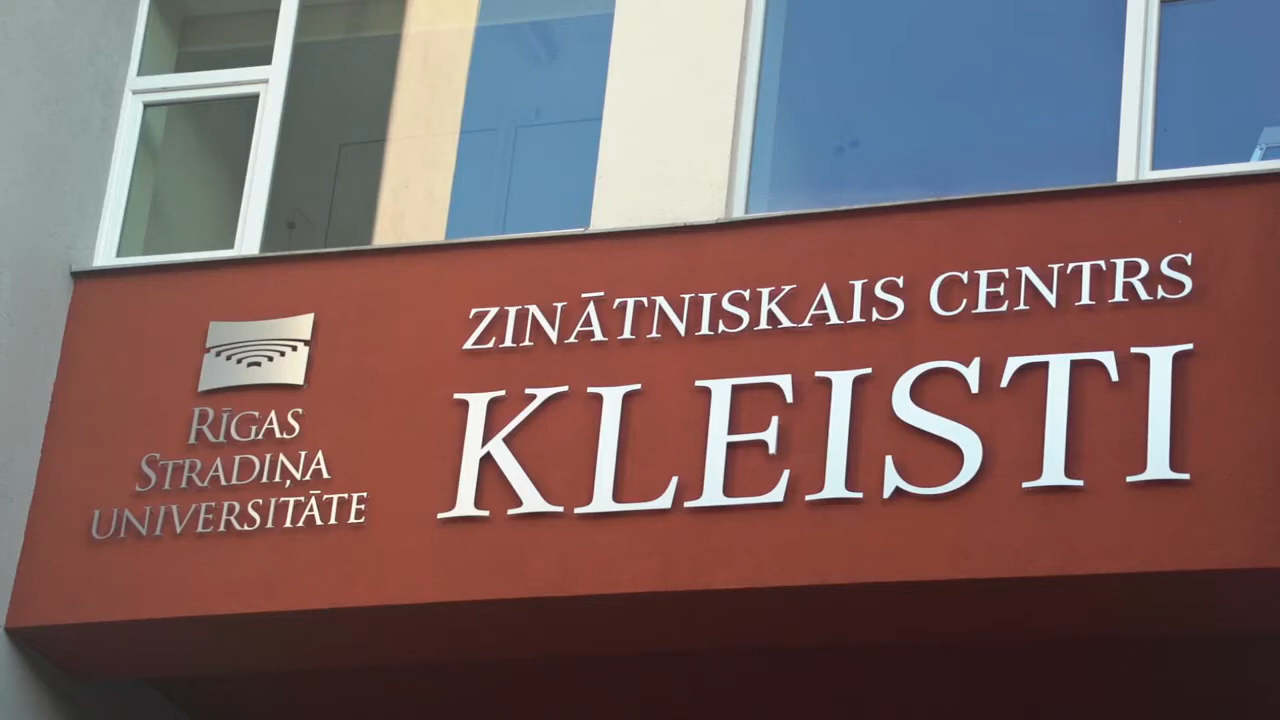 RĪGAS
STRADIŅA
UNIVERSITĀTE
ZINĀTNISKAIS CENTRS
KLEISTI